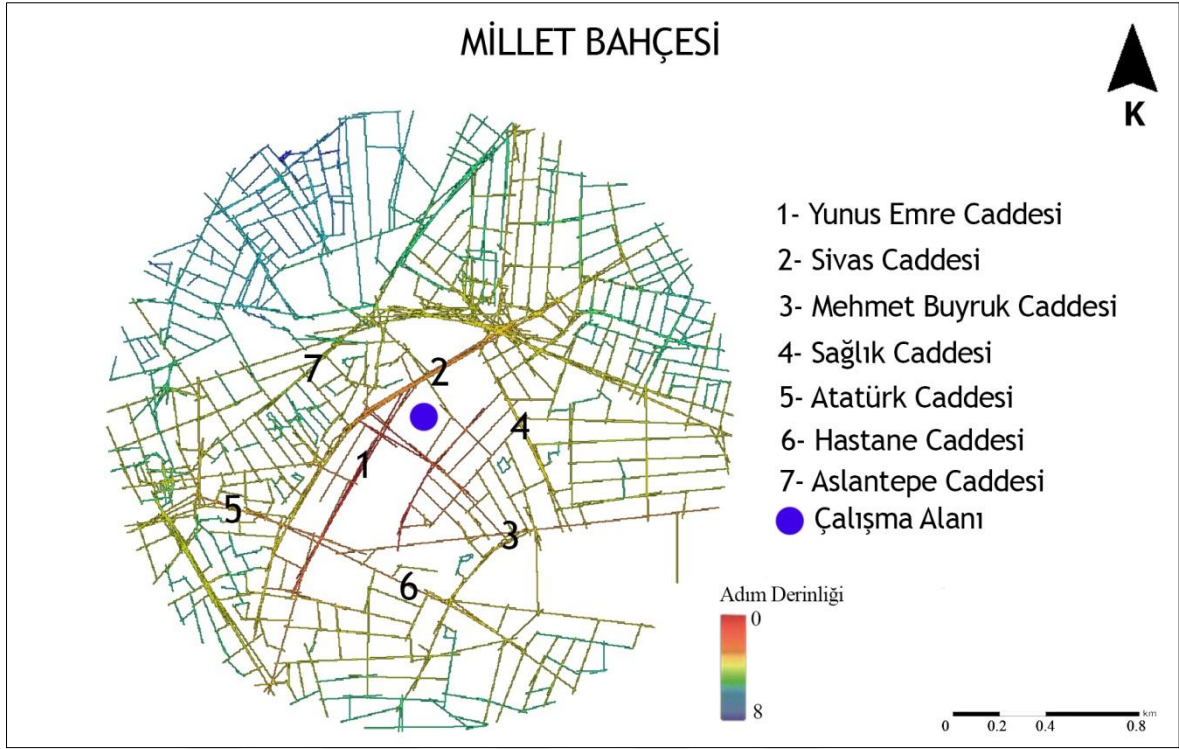 MİLLET BAHÇESİ
K
1- Yunus Emre Caddesi
2- Sivas Caddesi
3- Mehmet Buyruk Caddesi
4- Sağlık Caddesi
5- Atatürk Caddesi
6- Hastane Caddesi
7- Aslantepe Caddesi
Çalışma Alanı
7
2
4
1
5
3
6
Adım Derinliği
0
8
km
0 0.2 0.4 0.8